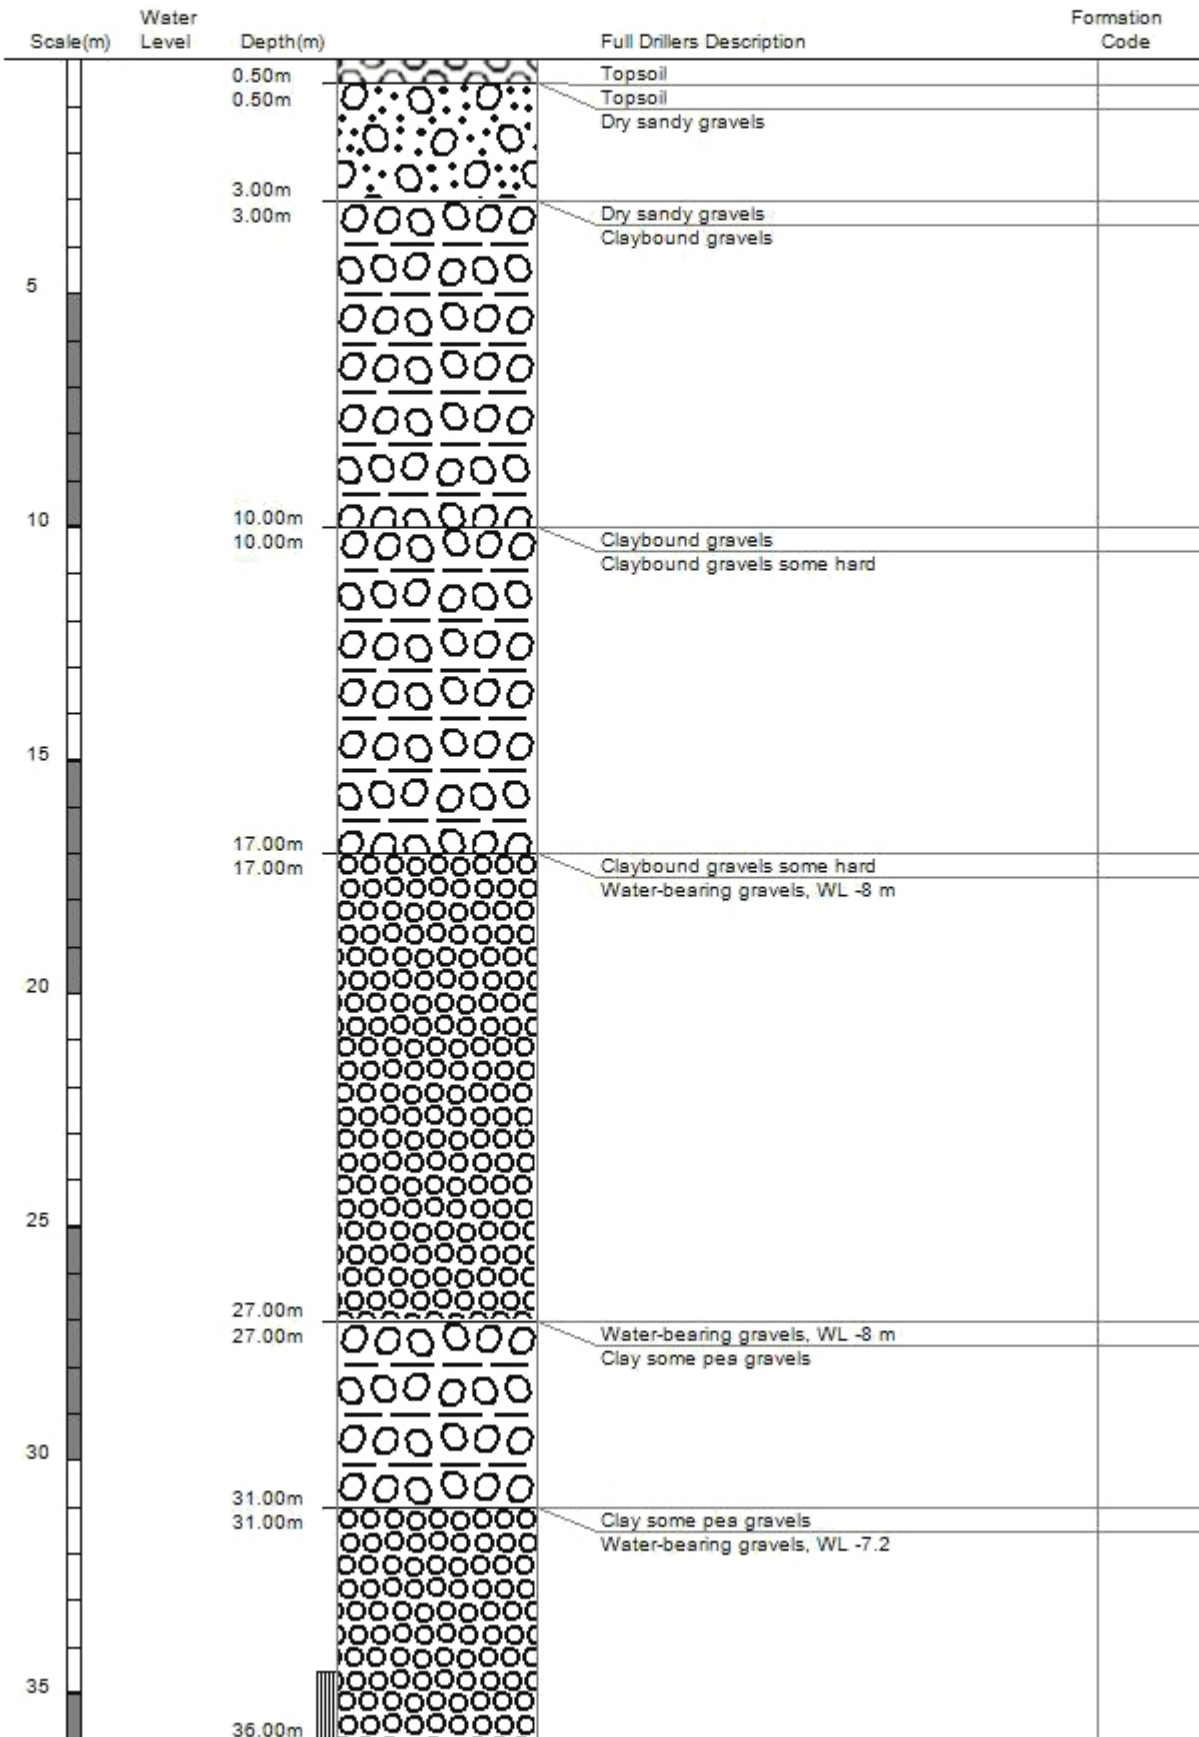 Water
Formation
Scale(m) Level Depth(m) Full Drillers Description Code
0.50m Topsoil
0.50m Topsoil
Dry sandy gravels
3.00m Dry sandy gravels
3.00m Claybound gravels
5
10 10.00m Claybound gravels
10.00m Claybound gravels some hard
15
17.00m Claybound gravels some hard
17.00m Water-bearing gravels, WL -8 m
20
25
27.00m Water-bearing gravels, WL -8 m
27.00m Clay some pea gravels
30
31.00m Clay some pea gravels
31.00m Water-bearing gravels, WL -7.2
35
36.00m